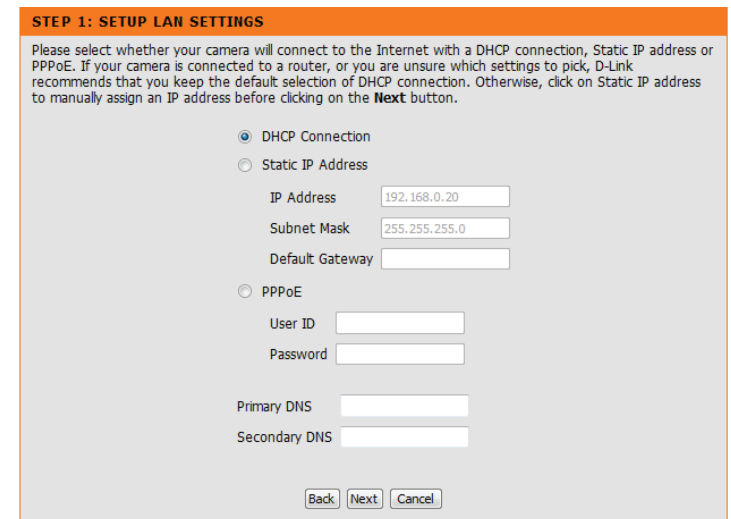 STEP 1: SETUP LAN SETTINGS
Please select whether your camera will connect to the Internet with a DHCP connection, Static IP address or
PPPoE. If your camera is connected to a router, or you are unsure which settings to pick, D-Link
recommends that you keep the default selection of DHCP connection. Otherwise, click on Static IP address
to manually assign an IP address before clicking on the Next button.
DHCP Connection
Static IP Address
IP Address 192.168.0.20
Subnet Mask 255.255.255.0
Default Gateway
PPPoE
User ID
Password
Primary DNS
Secondary DNS
Back Next Cancel